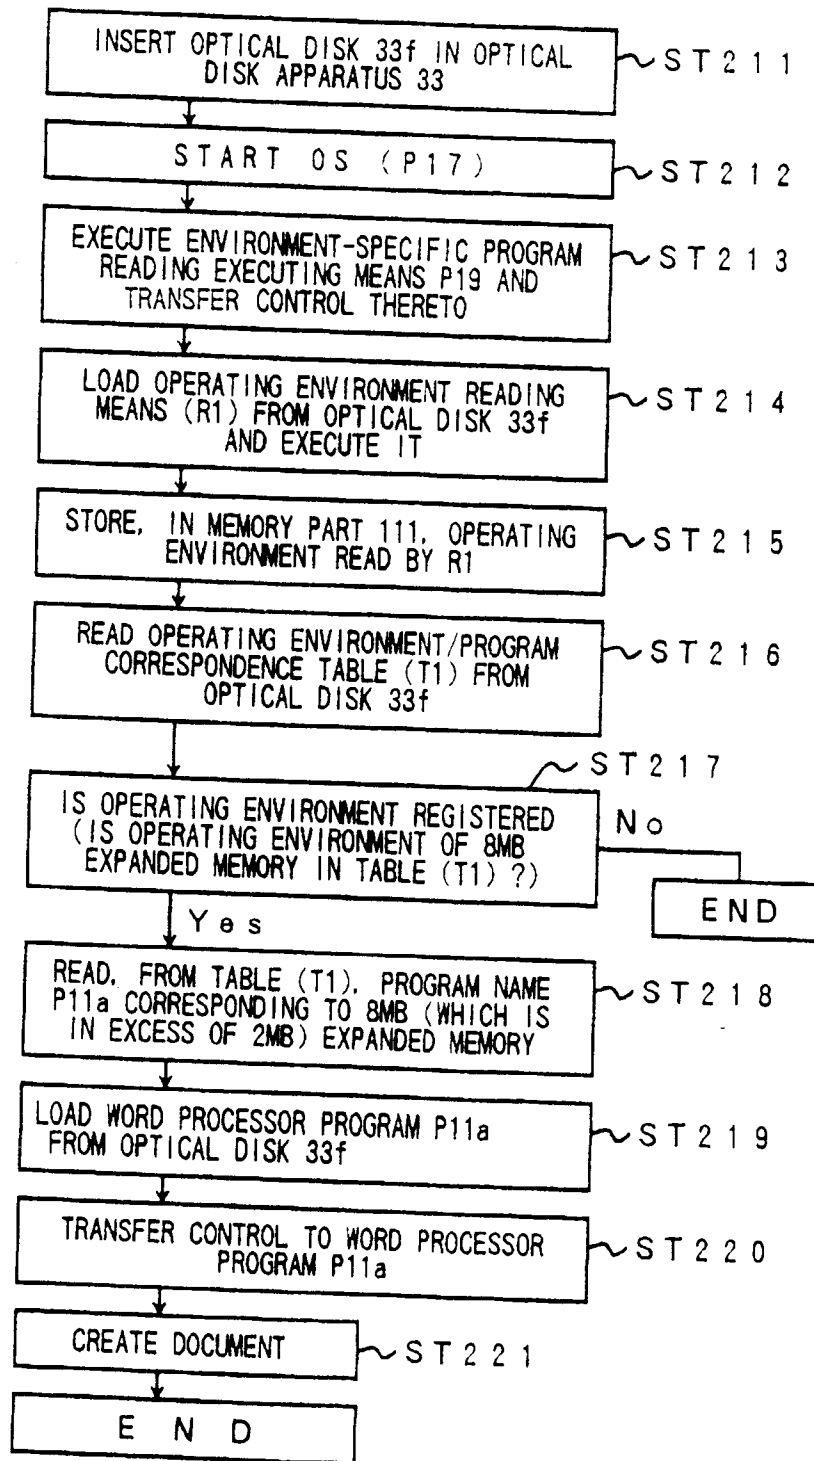 INSERT OPTICAL DISK 33f IN OPTICAL
DISK APPARATUS 33
ST211
START OS (P17)
ST212
EXECUTE ENVIRONMENT-SPECIFIC PROGRAM
READING EXECUTING MEANS P19 AND
TRANSFER CONTROL THERETO
ST213
LOAD OPERATING ENVIRONMENT READING
MEANS (R1) FROM OPTICAL DISK 33f
AND EXECUTE IT
ST214
STORE, IN MEMORY PART 111, OPERATING
ENVIRONMENT READ BY R1
ST215
READ OPERATING ENVIRONMENT/PROGRAM
CORRESPONDENCE TABLE (T1) FROM
OPTICAL DISK 33f
ST216
ST217
IS OPERATING ENVIRONMENT REGISTERED
(IS OPERATING ENVIRONMENT OF 8MB
EXPANDED MEMORY IN TABLE (T1) ?)
No
END
Yes
READ, FROM TABLE (T1), PROGRAM NAME
P11a CORRESPONDING TO 8MB (WHICH IS
IN EXCESS OF 2MB) EXPANDED MEMORY
ST218
LOAD WORD PROCESSOR PROGRAM P11a
FROM OPTICAL DISK 33f
ST219
TRANSFER CONTROL TO WORD PROCESSOR
PROGRAM P11a
ST220
CREATE DOCUMENT
ST221
END